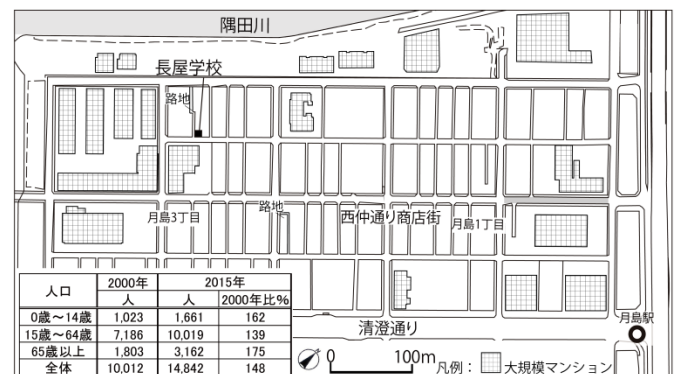 隅田川
長屋学校
路地
月島3丁目
路地
西仲通り商店街
月島1丁目
人口 2000年 2015年
人 人 2000年比%
0歳~14歳 1,023 1,661 162
15歳~64歳 7,186 10,019 139
65歳以上 1,803 3,162 175
全体 10,012 14,842 148
清澄通り
月島駅
0 100m
凡例: 大規模マンション